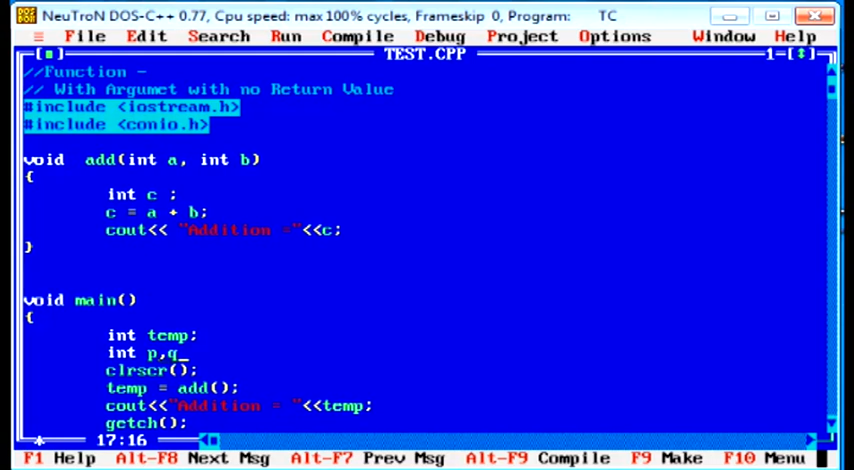 NeuTroN DOS-C++ 0.77, Cpu speed: max 100% cycles, Frameskip 0, Program: TC
≡ File Edit Search Run Compile Debug Project Options Window Help
TEST.CPP 1
//Function -
// With Argumet with no Return Value
#include <iostream.h>
#include <conio.h>
void add(int a, int b)
{
int c ;
c = a + b;
cout<< "Addition ="<<c;
}
void main()
{
int temp;
int p,q_
clrscr();
temp = add();
cout<<"Addition = "<<temp;
getch();
17:16
F1 Help Alt-F8 Next Msg Alt-F7 Prev Msg Alt-F9 Compile F9 Make F10 Menu